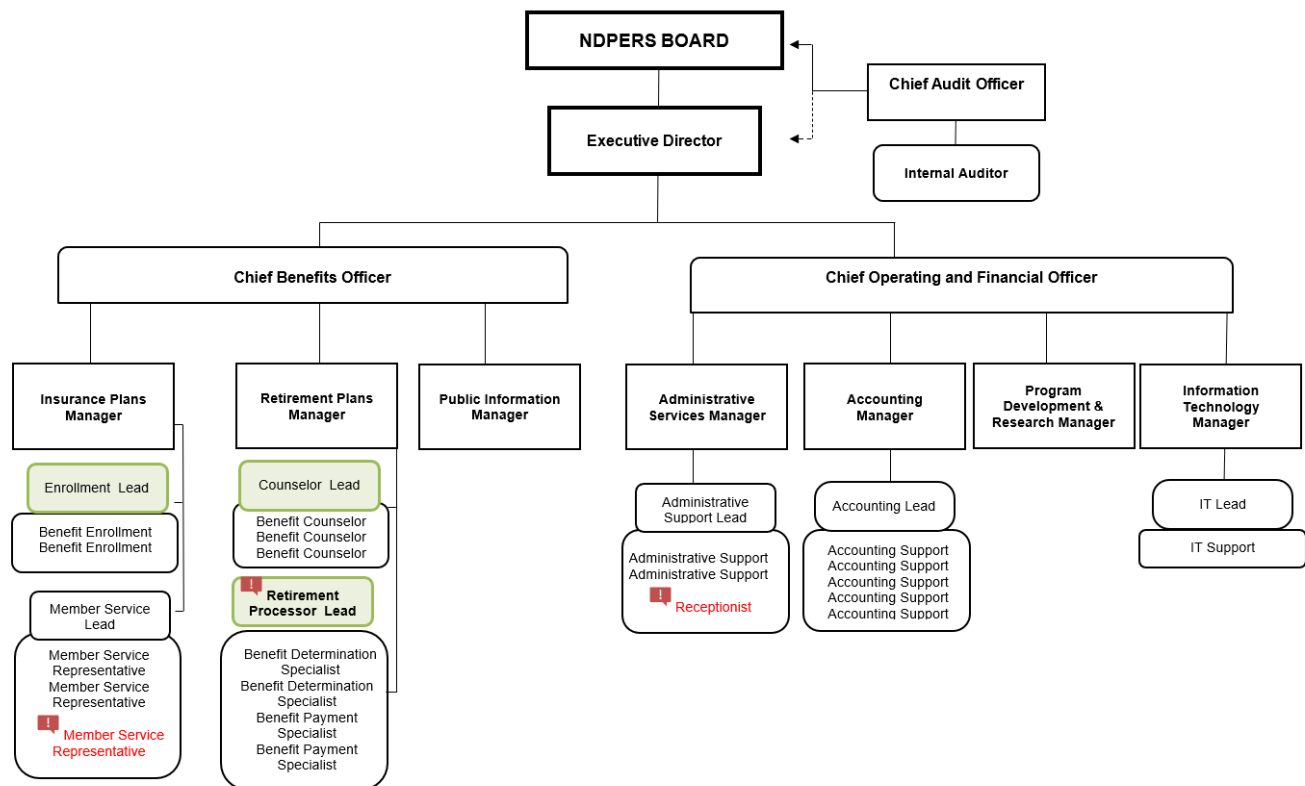 NDPERS BOARD
Chief Audit Officer
Executive Director
Internal Auditor
Chief Benefits Officer
Chief Operating and Financial Officer
Insurance Plans
Manager
Retirement Plans
Manager
Public Information
Manager
Administrative
Services Manager
Accounting
Manager
Program
Development &
Research Manager
Information
Technology
Manager
Enrollment Lead
Benefit Enrollment
Benefit Enrollment
Member Service
Lead
Member Service
Representative
Member Service
Representative
!
Member Service
Representative
Counselor Lead
Benefit Counselor
Benefit Counselor
Benefit Counselor
!
Retirement
Processor Lead
Benefit Determination
Specialist
Benefit Determination
Specialist
Benefit Payment
Specialist
Benefit Payment
Specialist
Administrative
Support Lead
Administrative Support
Administrative Support
!
Receptionist
Accounting Lead
Accounting Support
Accounting Support
Accounting Support
Accounting Support
Accounting Support
IT Lead
IT Support